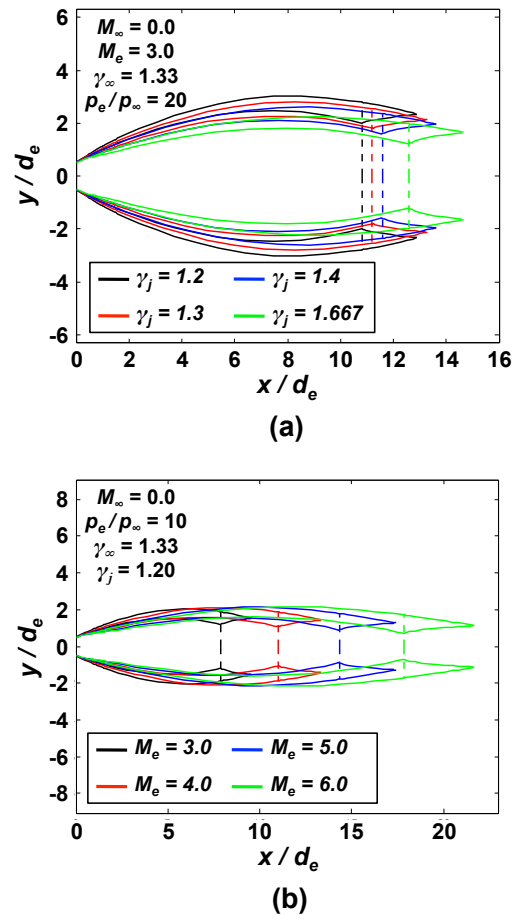 M∞ = 0.0
Me = 3.0
γ∞ = 1.33
pe/p∞ = 20
6
4
2
0
-2
-4
-6
y / de
γj = 1.2
γj = 1.4
γj = 1.3
γj = 1.667
0 2 4 6 8 10 12 14 16
x / de
(a)
M∞ = 0.0
pe/p∞ = 10
γ∞ = 1.33
γj = 1.20
8
6
4
2
0
-2
-4
-6
-8
y / de
Me = 3.0
Me = 5.0
Me = 4.0
Me = 6.0
0 5 10 15 20
x / de
(b)